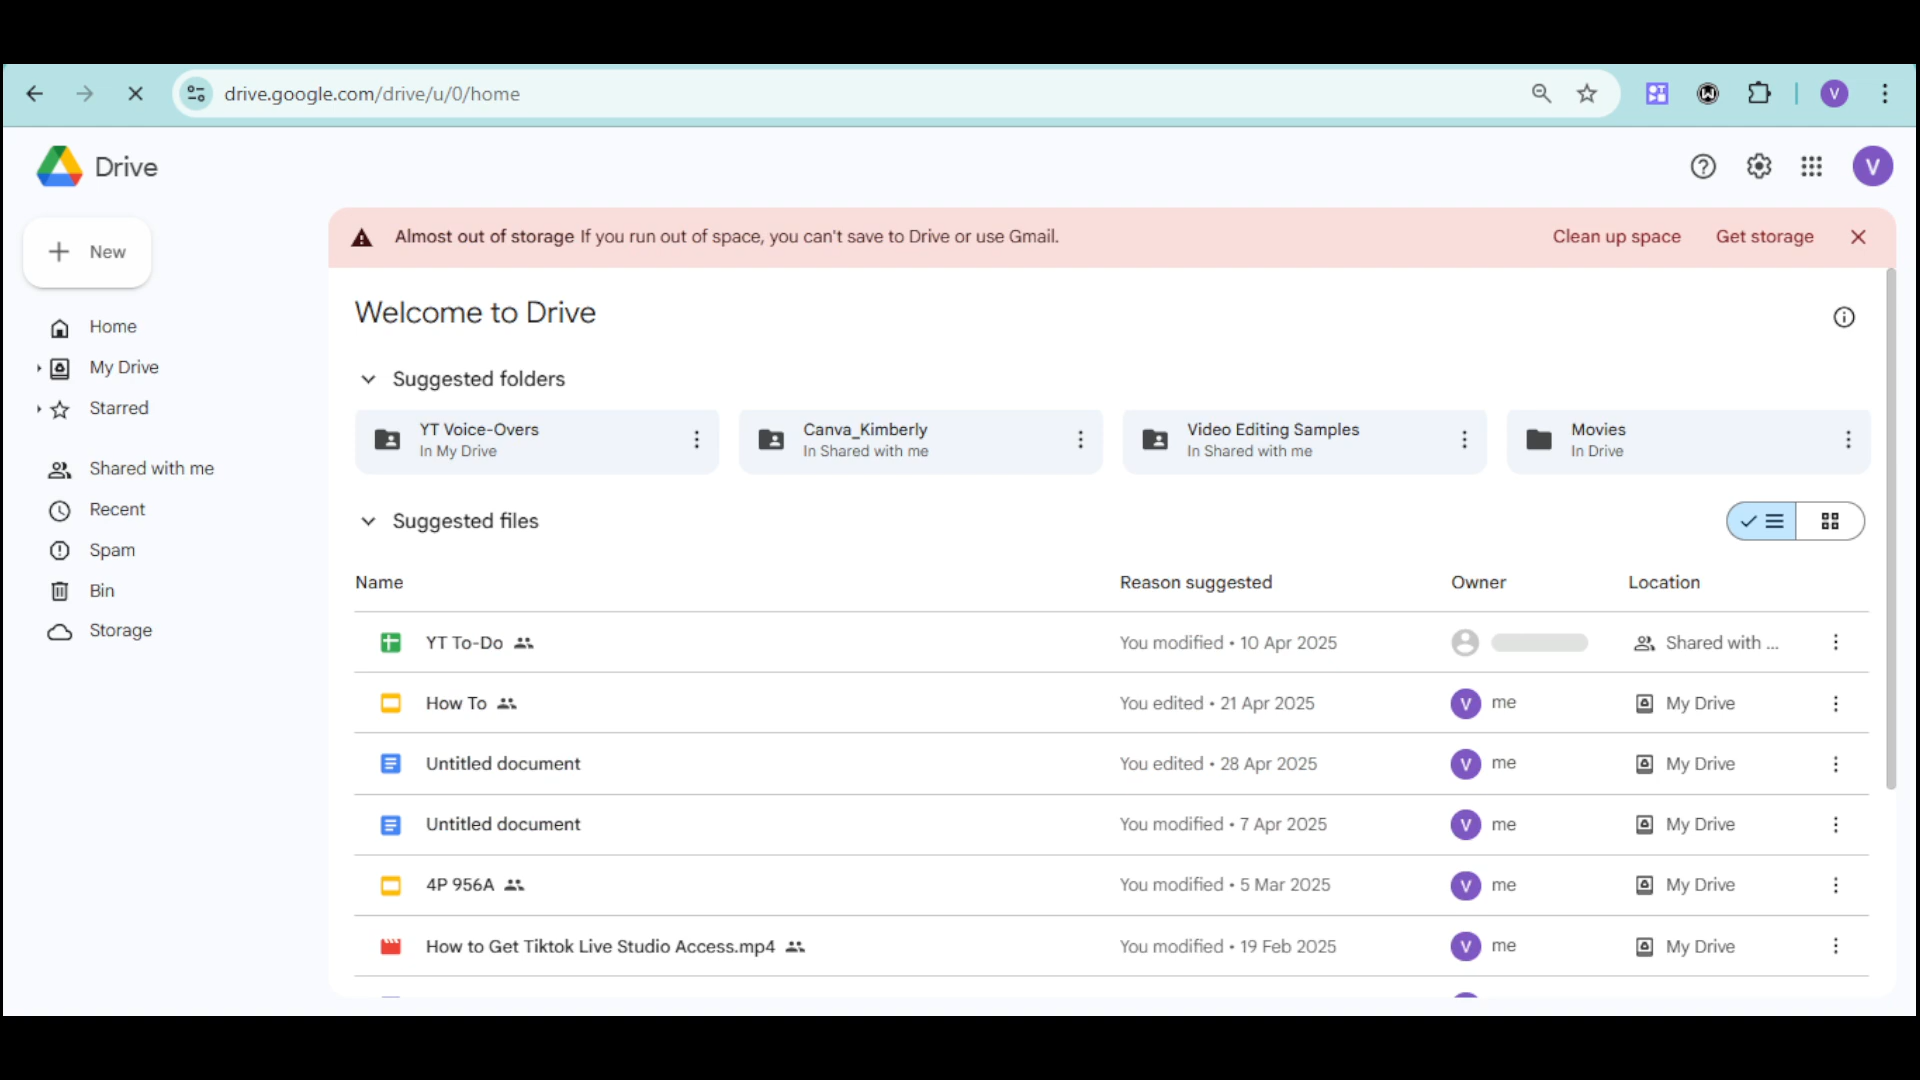 drive.google.com/drive/u/0/home
V
Drive
V
New
Almost out of storage If you run out of space, you can't save to Drive or use Gmail.
Clean up space
Get storage
Home
My Drive
Starred
Shared with me
Recent
Spam
Bin
Storage
Welcome to Drive
Suggested folders
YT Voice-Overs
In My Drive
Canva_Kimberly
In Shared with me
Video Editing Samples
In Shared with me
Movies
In Drive
Suggested files
Name Reason suggested Owner Location
YT To-Do You modified • 10 Apr 2025 Shared with ...
How To You edited • 21 Apr 2025 V me My Drive
Untitled document You edited • 28 Apr 2025 V me My Drive
Untitled document You modified • 7 Apr 2025 V me My Drive
4P 956A You modified • 5 Mar 2025 V me My Drive
How to Get Tiktok Live Studio Access.mp4 You modified • 19 Feb 2025 V me My Drive